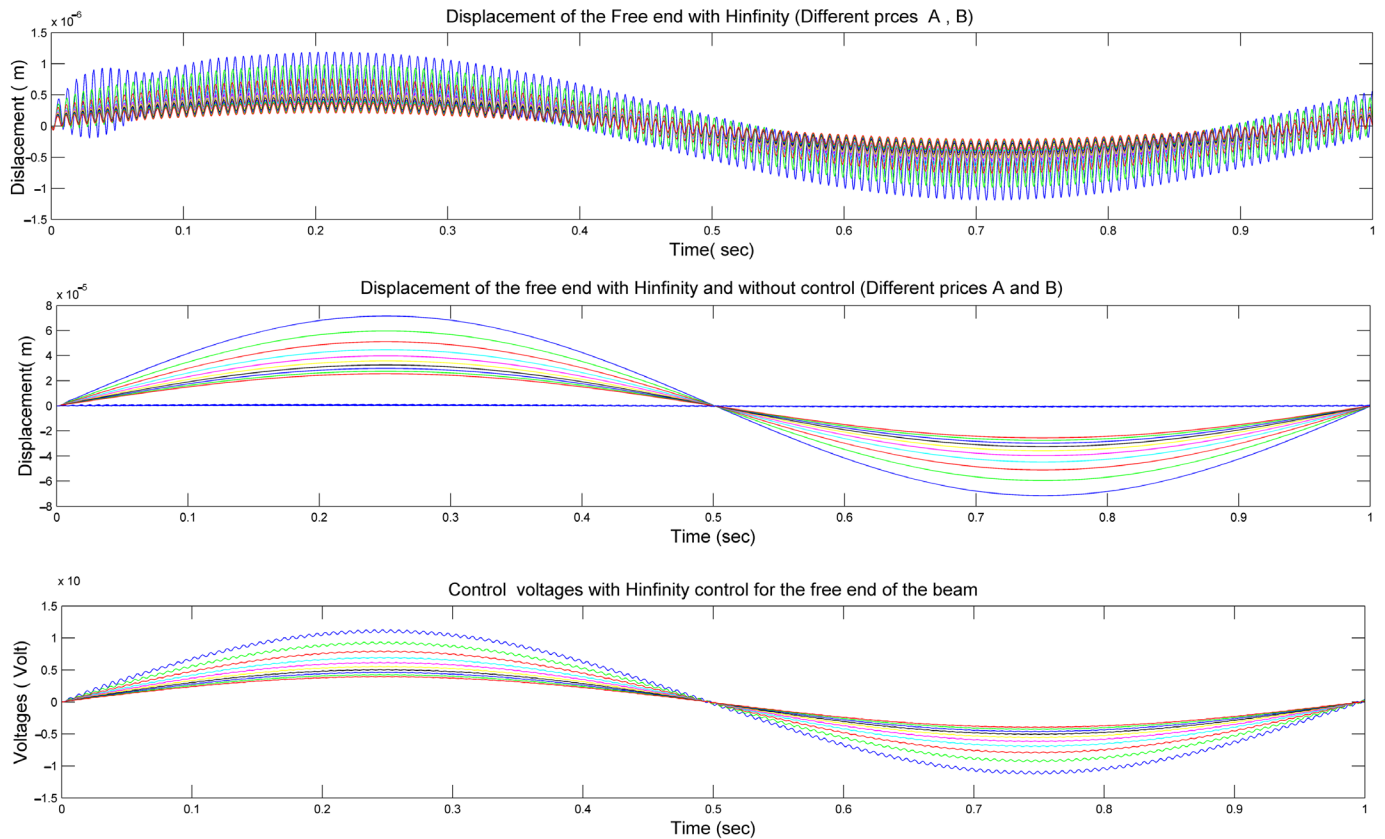 Displacement of the Free end with Hinfinity (Different prces A , B)
x 10⁻⁶
1.5
1
0.5
0
−0.5
−1
−1.5
Dislacement ( m)
0 0.1 0.2 0.3 0.4 0.5 0.6 0.7 0.8 0.9 1
Time( sec)
Displacement of the free end with Hinfinity and without control (Different prices A and B)
x 10⁻⁵
8
6
4
2
0
−2
−4
−6
−8
Displacement( m)
0 0.1 0.2 0.3 0.4 0.5 0.6 0.7 0.8 0.9 1
Time (sec)
Control voltages with Hinfinity control for the free end of the beam
x 10
1.5
1
0.5
0
−0.5
−1
−1.5
Voltages ( Volt)
0 0.1 0.2 0.3 0.4 0.5 0.6 0.7 0.8 0.9 1
Time (sec)